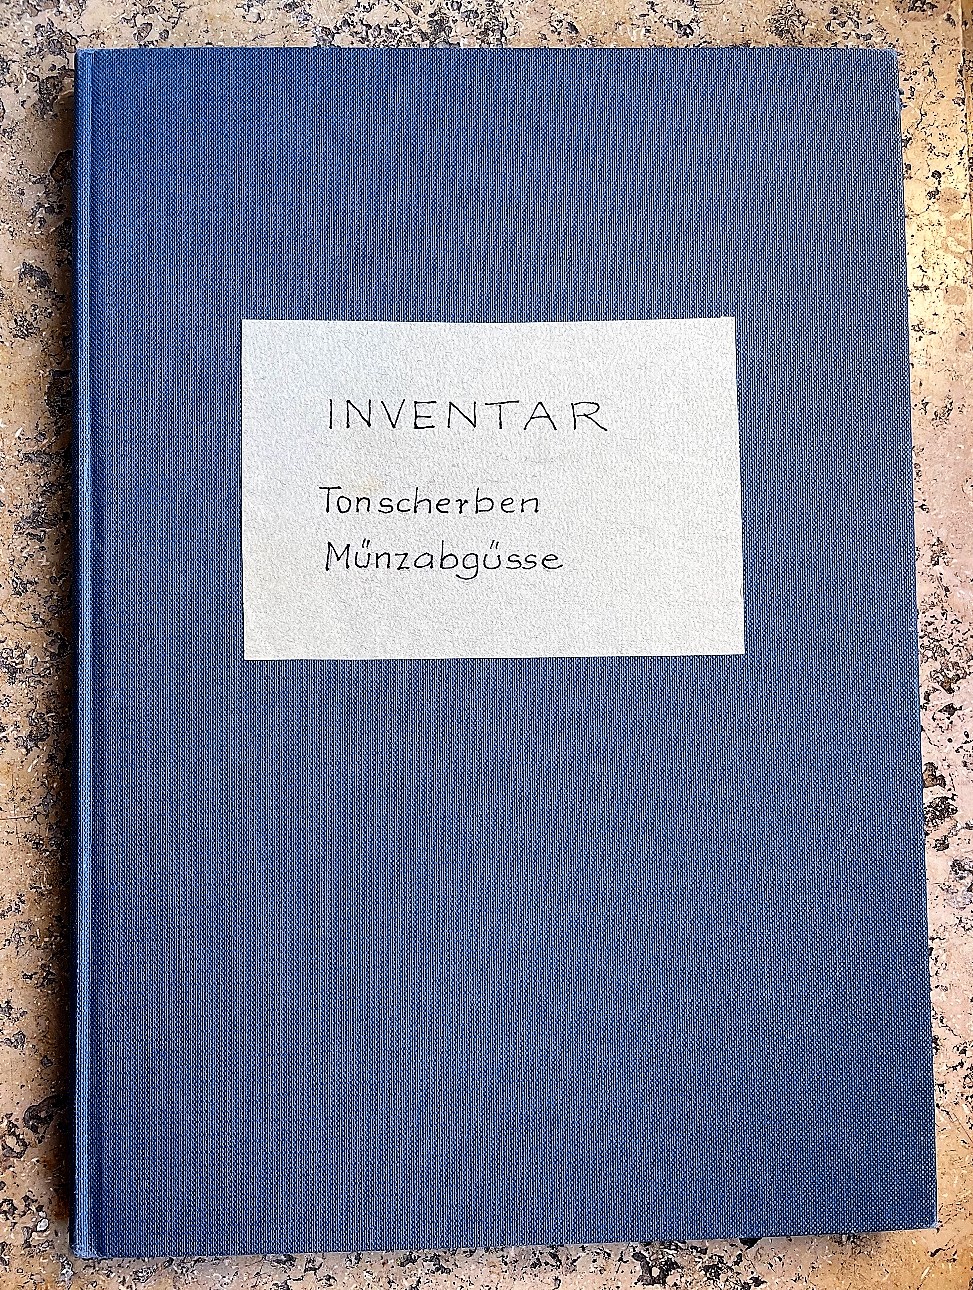 INVENTAR
Tonscherben
Münzabgüsse